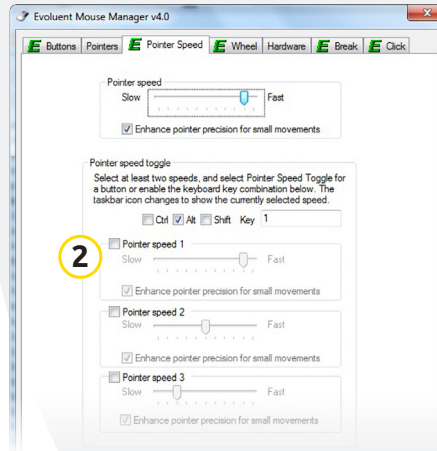 Evoluent Mouse Manager v4.0
E Buttons Pointers E Pointer Speed E Wheel Hardware E Break E Click
Pointer speed
Slow Fast
Enhance pointer precision for small movements
Pointer speed toggle
Select at least two speeds, and select Pointer Speed Toggle for
a button or enable the keyboard key combination below. The
taskbar icon changes to show the currently selected speed.
Ctrl Alt Shift Key 1
2
Pointer speed 1
Slow Fast
Enhance pointer precision for small movements
Pointer speed 2
Slow Fast
Enhance pointer precision for small movements
Pointer speed 3
Slow Fast
Enhance pointer precision for small movements